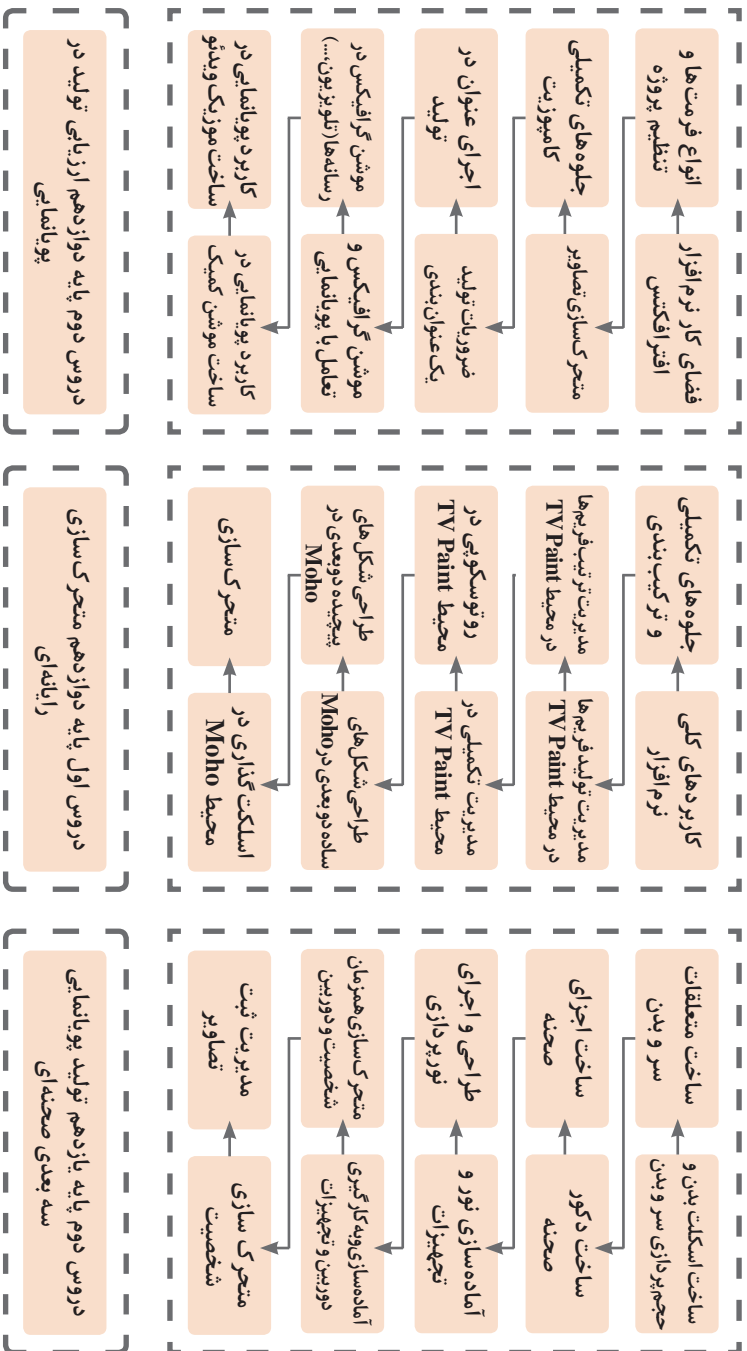 ساخت اسکلت بدن و
حجم پردازی سر و بدن
ساخت متعلقات
سر و بدن
ساخت دکور
صحنه
ساخت اجزای
صحنه
آماده‌سازی نور و
تجهیزات
طراحی و اجرای
نورپردازی
آماده‌سازی و به کارگیری
دوربین و تجهیزات
متحرک‌سازی همزمان
شخصیت و دوربین
متحرک سازی
شخصیت
مدیریت ثبت
تصاویر
دروس دوم پایه یازدهم تولید پویانمایی
سه بعدی صحنه‌ای
کاربردهای کلی
نرم‌افزار
جلوه‌های تکمیلی
و ترکیب‌بندی
مدیریت تولید فریم‌ها
در محیط TV Paint
مدیریت ترتیب فریم‌ها
در محیط TV Paint
مدیریت تکمیلی در
محیط TV Paint
روتوسکوپی در
محیط TV Paint
طراحی شکل‌های
ساده دو بعدی در Moho
طراحی شکل‌های
پیچیده دو بعدی در
Moho
اسلکت گذاری در
محیط Moho
متحرک‌سازی
دروس اول پایه دوازدهم متحرک‌سازی
رایانه‌ای
فضای کار نرم‌افزار
افترافکتس
انواع فرمت‌ها و
تنظیم پروژه
متحرک‌سازی تصاویر
جلوه‌های تکمیلی
کامپوزیت
ضروریات تولید
یک عنوان‌بندی
اجرای عنوان در
تولید
موشن گرافیکس و
تعامل با پویانمایی
موشن گرافیکس در
رسانه‌ها (تلویزیون،...)
کاربرد پویانمایی در
ساخت موشن کمیک
کاربرد پویانمایی در
ساخت موزیک ویدئو
دروس دوم پایه دوازدهم ارزیابی تولید در
پویانمایی